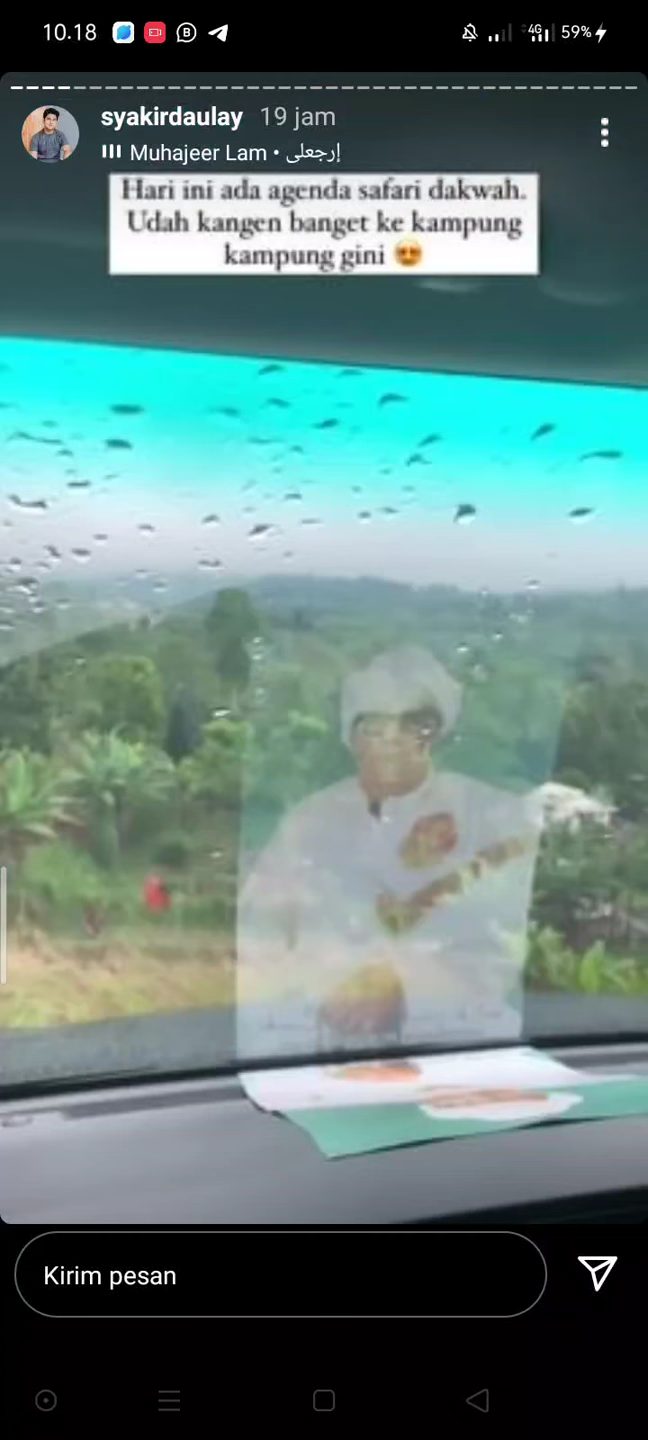 10.18
4G
59%
syakirdaulay 19 jam
Muhajeer Lam • إرجعلى
Hari ini ada agenda safari dakwah.
Udah kangen banget ke kampung
kampung gini 😍
Kirim pesan